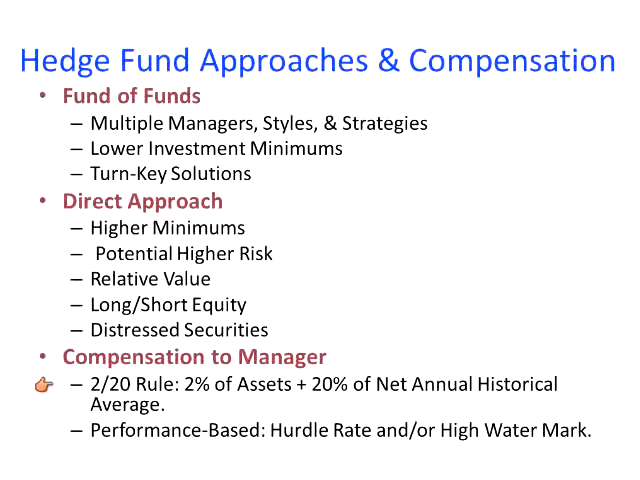 Hedge Fund Approaches & Compensation
• Fund of Funds
– Multiple Managers, Styles, & Strategies
– Lower Investment Minimums
– Turn-Key Solutions
• Direct Approach
– Higher Minimums
– Potential Higher Risk
– Relative Value
– Long/Short Equity
– Distressed Securities
• Compensation to Manager
– 2/20 Rule: 2% of Assets + 20% of Net Annual Historical
Average.
– Performance-Based: Hurdle Rate and/or High Water Mark.